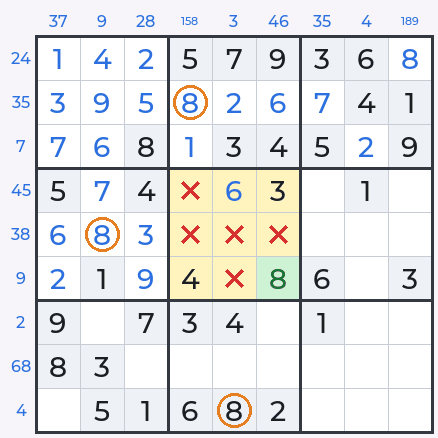 37 9 28 158 3 46 35 4 189
24 1 4 2 5 7 9 3 6 8
35 3 9 5 8 2 6 7 4 1
7 7 6 8 1 3 4 5 2 9
45 5 7 4 × 6 3 1
38 6 8 3 × × ×
9 2 1 9 4 × 8 6 3
2 9 7 3 4 1
68 8 3
4 5 1 6 8 2